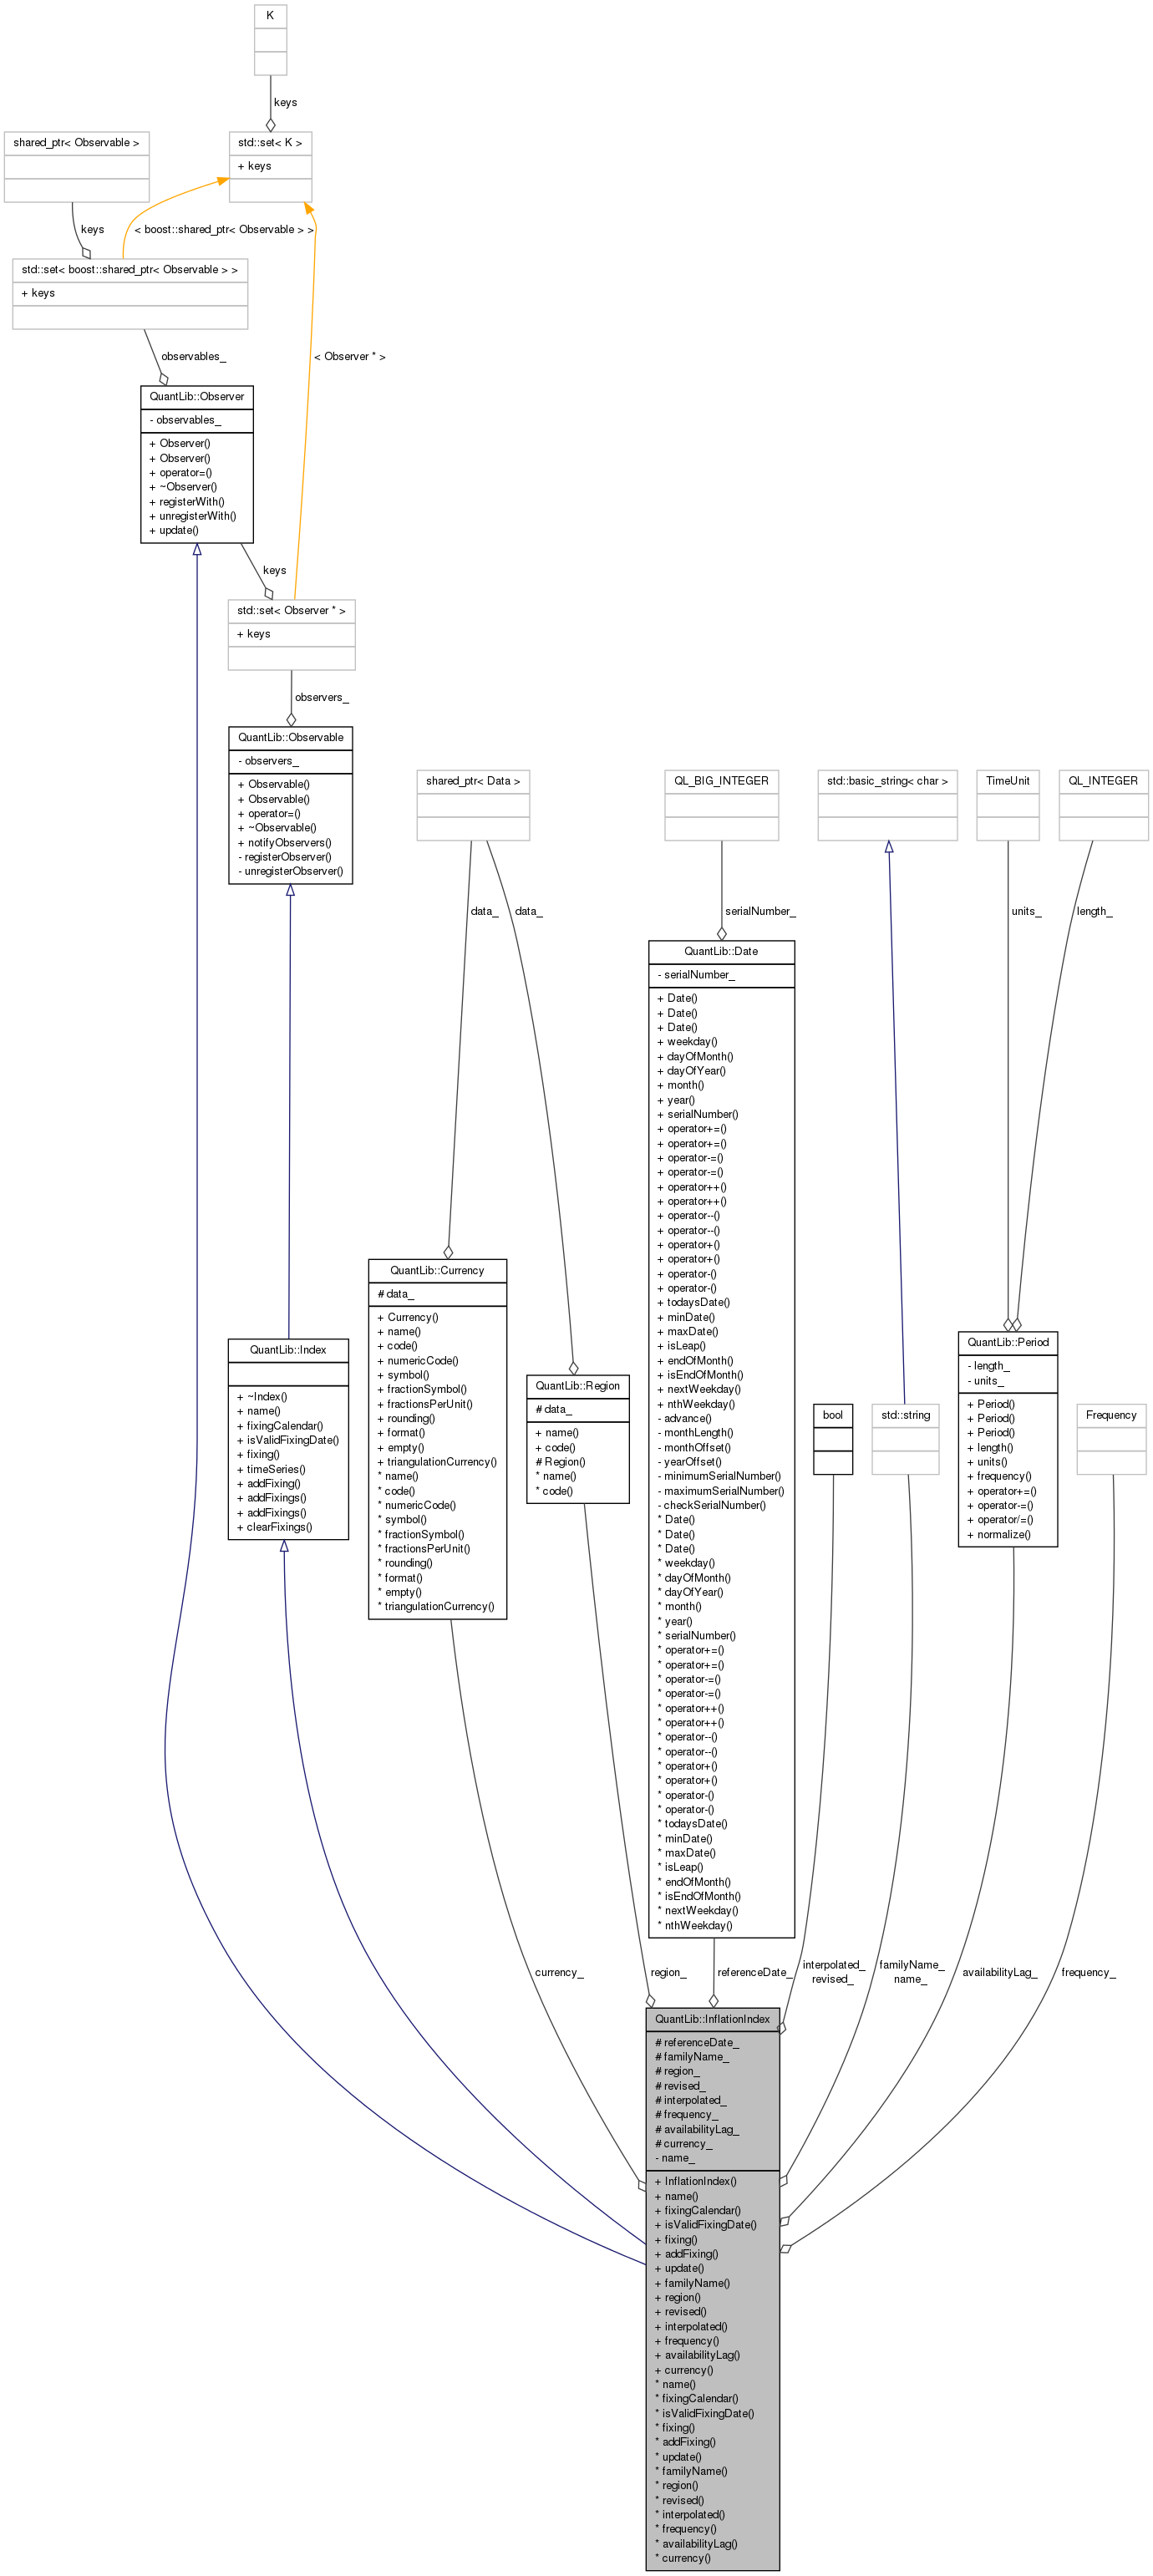 K
keys
shared_ptr< Observable >
std::set< K >
+ keys
keys
< boost::shared_ptr< Observable > >
std::set< boost::shared_ptr< Observable > >
+ keys
observables_
< Observer * >
QuantLib::Observer
- observables_
+ Observer()
+ Observer()
+ operator=()
+ ~Observer()
+ registerWith()
+ unregisterWith()
+ update()
keys
std::set< Observer * >
+ keys
observers_
QuantLib::Observable
- observers_
+ Observable()
+ Observable()
+ operator=()
+ ~Observable()
+ notifyObservers()
- registerObserver()
- unregisterObserver()
shared_ptr< Data >
QL_BIG_INTEGER
std::basic_string< char >
TimeUnit
QL_INTEGER
data_
data_
serialNumber_
units_
length_
QuantLib::Date
- serialNumber_
+ Date()
+ Date()
+ Date()
+ weekday()
+ dayOfMonth()
+ dayOfYear()
+ month()
+ year()
+ serialNumber()
+ operator+=()
+ operator+=()
+ operator-=()
+ operator-=()
+ operator++()
+ operator++()
+ operator--()
+ operator--()
+ operator+()
+ operator+()
+ operator-()
+ operator-()
+ todaysDate()
+ minDate()
+ maxDate()
+ isLeap()
+ endOfMonth()
+ isEndOfMonth()
+ nextWeekday()
+ nthWeekday()
- advance()
- monthLength()
- monthOffset()
- yearOffset()
- minimumSerialNumber()
- maximumSerialNumber()
- checkSerialNumber()
* Date()
* Date()
* Date()
* weekday()
* dayOfMonth()
* dayOfYear()
* month()
* year()
* serialNumber()
* operator+=()
* operator+=()
* operator-=()
* operator-=()
* operator++()
* operator++()
* operator--()
* operator--()
* operator+()
* operator+()
* operator-()
* operator-()
* todaysDate()
* minDate()
* maxDate()
* isLeap()
* endOfMonth()
* isEndOfMonth()
* nextWeekday()
* nthWeekday()
QuantLib::Currency
# data_
+ Currency()
+ name()
+ code()
+ numericCode()
+ symbol()
+ fractionSymbol()
+ fractionsPerUnit()
+ rounding()
+ format()
+ empty()
+ triangulationCurrency()
* name()
* code()
* numericCode()
* symbol()
* fractionSymbol()
* fractionsPerUnit()
* rounding()
* format()
* empty()
* triangulationCurrency()
QuantLib::Index
+ ~Index()
+ name()
+ fixingCalendar()
+ isValidFixingDate()
+ fixing()
+ timeSeries()
+ addFixing()
+ addFixings()
+ addFixings()
+ clearFixings()
QuantLib::Region
# data_
+ name()
+ code()
# Region()
* name()
* code()
bool
std::string
QuantLib::Period
- length_
- units_
+ Period()
+ Period()
+ Period()
+ length()
+ units()
+ frequency()
+ operator+=()
+ operator-=()
+ operator/=()
+ normalize()
Frequency
currency_
region_
referenceDate_
interpolated_
revised_
familyName_
name_
availabilityLag_
frequency_
QuantLib::InflationIndex
# referenceDate_
# familyName_
# region_
# revised_
# interpolated_
# frequency_
# availabilityLag_
# currency_
- name_
+ InflationIndex()
+ name()
+ fixingCalendar()
+ isValidFixingDate()
+ fixing()
+ addFixing()
+ update()
+ familyName()
+ region()
+ revised()
+ interpolated()
+ frequency()
+ availabilityLag()
+ currency()
* name()
* fixingCalendar()
* isValidFixingDate()
* fixing()
* addFixing()
* update()
* familyName()
* region()
* revised()
* interpolated()
* frequency()
* availabilityLag()
* currency()